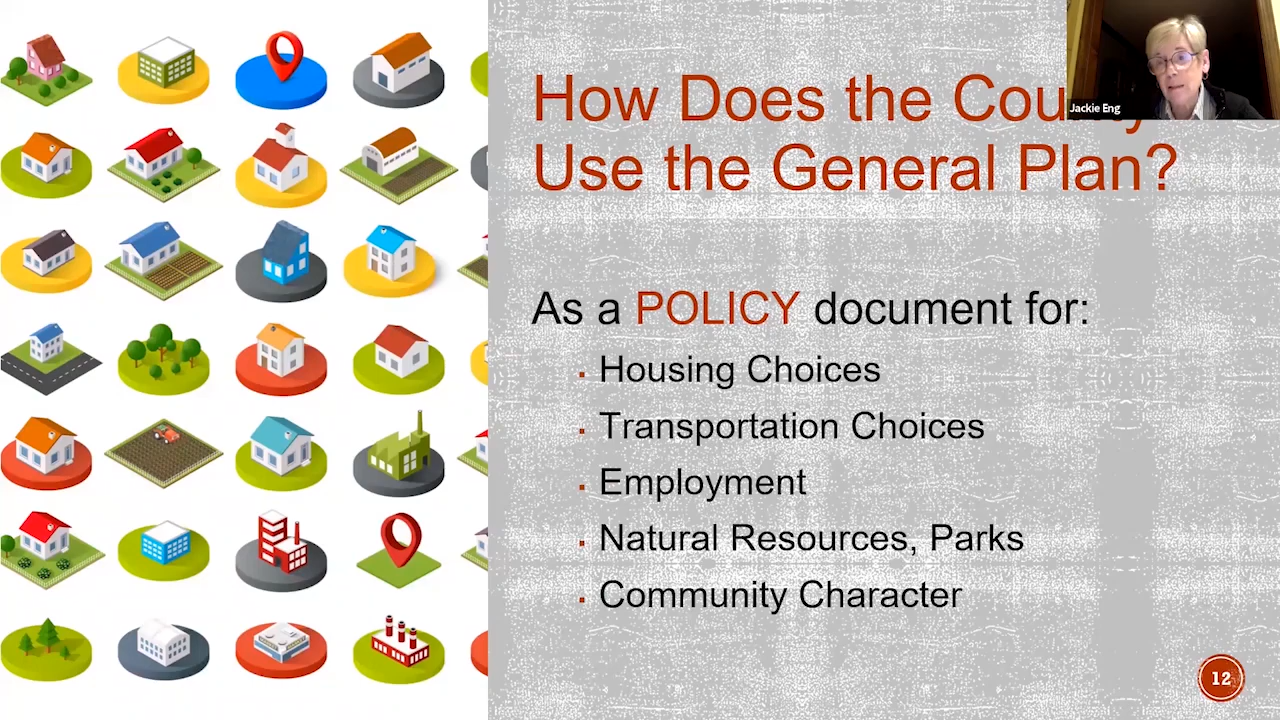 How Does the
Use the General Plan?
Jackie Eng
As a POLICY document for:
Housing Choices
Transportation Choices
Employment
Natural Resources, Parks
Community Character
12